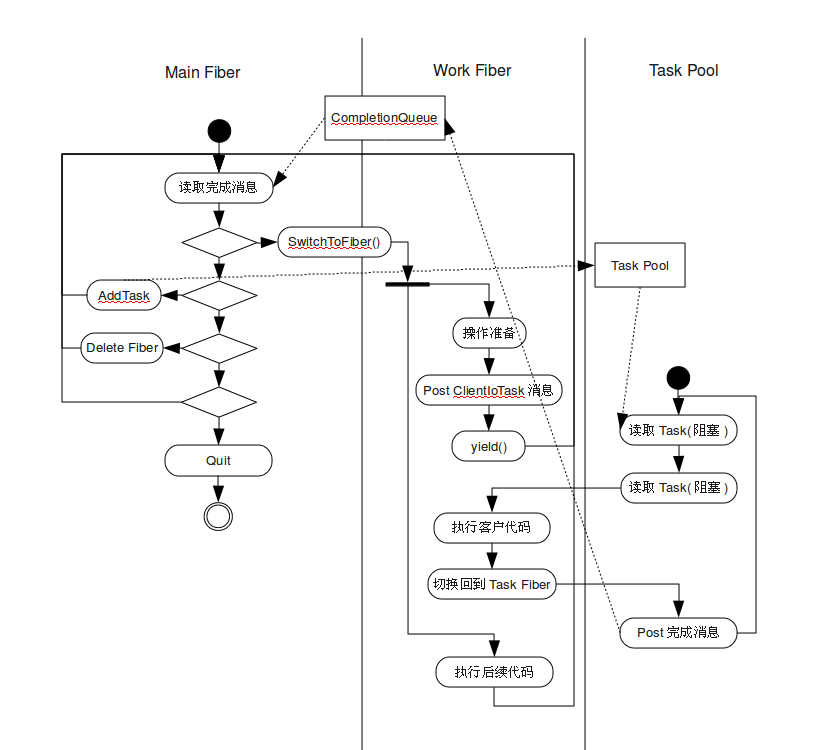 Main Fiber
Work Fiber
Task Pool
CompletionQueue
读取完成消息
SwitchToFiber()
Task Pool
AddTask
操作准备
Delete Fiber
Post ClientIoTask 消息
读取 Task(阻塞 )
yield()
Quit
读取 Task( 阻塞 )
执行客户代码
切换回到 Task Fiber
Post 完成消息
执行后续代码